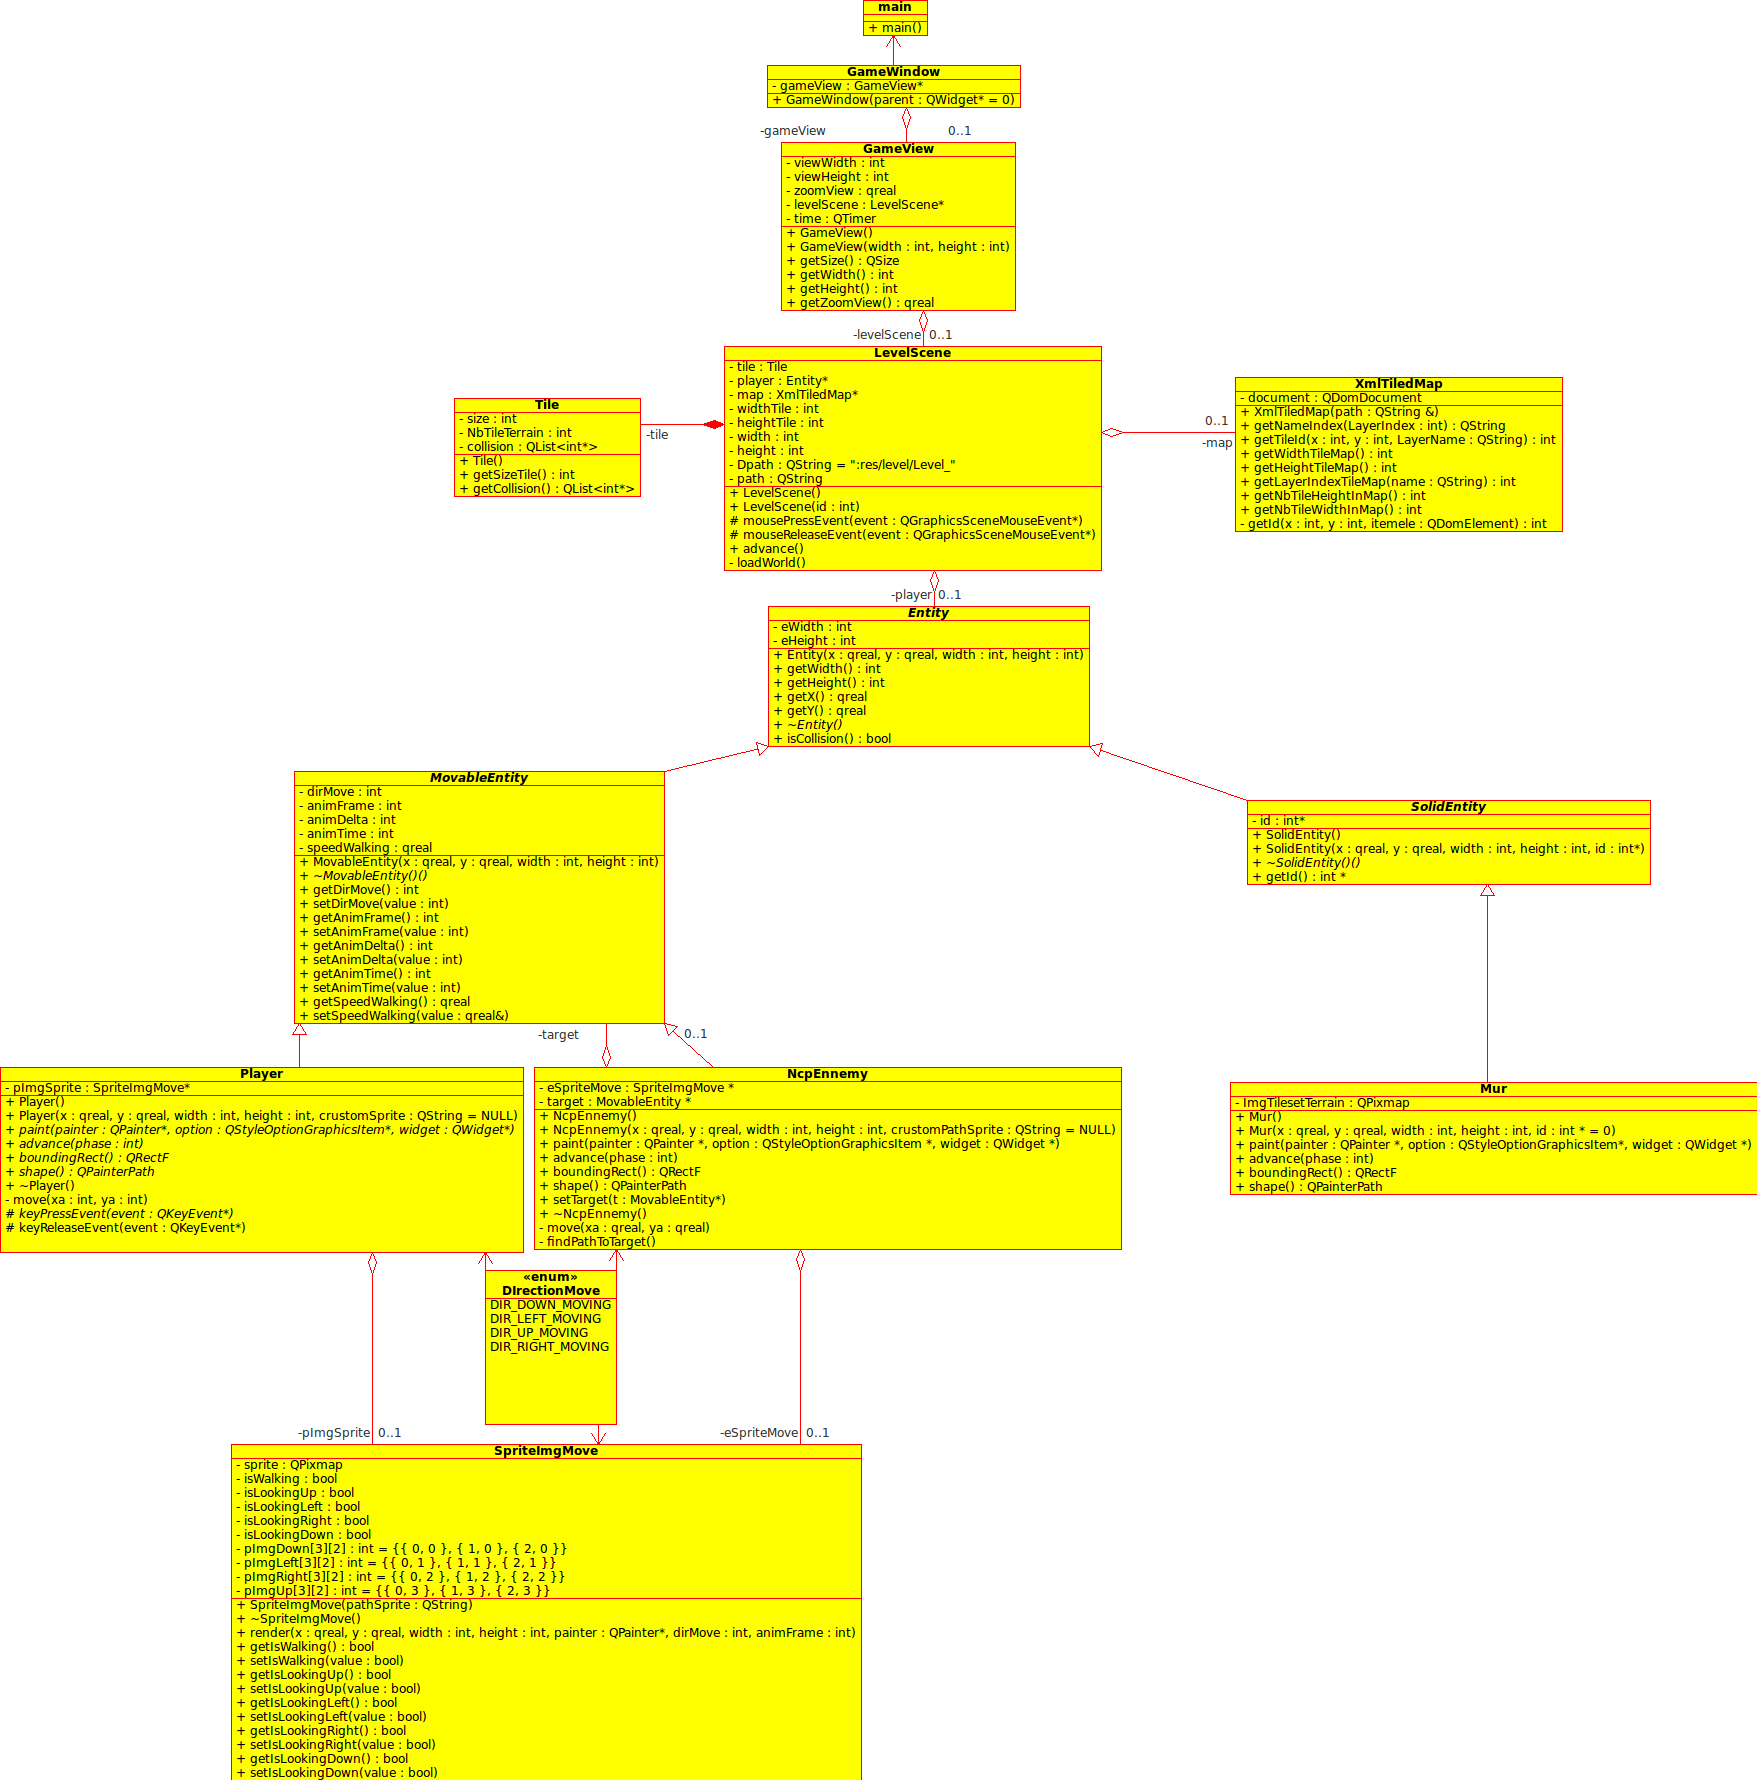 main
+ main()
GameWindow
- gameView : GameView*
+ GameWindow(parent : QWidget* = 0)
-gameView
0..1
GameView
- viewWidth : int
- viewHeight : int
- zoomView : qreal
- levelScene : LevelScene*
- time : QTimer
+ GameView()
+ GameView(width : int, height : int)
+ getSize() : QSize
+ getWidth() : int
+ getHeight() : int
+ getZoomView() : qreal
-levelScene
0..1
LevelScene
- tile : Tile
- player : Entity*
- map : XmlTiledMap*
- widthTile : int
- heightTile : int
- width : int
- height : int
- Dpath : QString = ":res/level/Level_"
- path : QString
+ LevelScene()
+ LevelScene(id : int)
# mousePressEvent(event : QGraphicsSceneMouseEvent*)
# mouseReleaseEvent(event : QGraphicsSceneMouseEvent*)
+ advance()
- loadWorld()
Tile
- size : int
- NbTileTerrain : int
- collision : QList<int*>
+ Tile()
+ getSizeTile() : int
+ getCollision() : QList<int*>
-tile
0..1
-map
XmlTiledMap
- document : QDomDocument
+ XmlTiledMap(path : QString &)
+ getNameIndex(LayerIndex : int) : QString
+ getTileId(x : int, y : int, LayerName : QString) : int
+ getWidthTileMap() : int
+ getHeightTileMap() : int
+ getLayerIndexTileMap(name : QString) : int
+ getNbTileHeightInMap() : int
+ getNbTileWidthInMap() : int
- getId(x : int, y : int, itemele : QDomElement) : int
-player
0..1
Entity
- eWidth : int
- eHeight : int
+ Entity(x : qreal, y : qreal, width : int, height : int)
+ getWidth() : int
+ getHeight() : int
+ getX() : qreal
+ getY() : qreal
+ ~Entity()
+ isCollision() : bool
MovableEntity
- dirMove : int
- animFrame : int
- animDelta : int
- animTime : int
- speedWalking : qreal
+ MovableEntity(x : qreal, y : qreal, width : int, height : int)
+ ~MovableEntity()()
+ getDirMove() : int
+ setDirMove(value : int)
+ getAnimFrame() : int
+ setAnimFrame(value : int)
+ getAnimDelta() : int
+ setAnimDelta(value : int)
+ getAnimTime() : int
+ setAnimTime(value : int)
+ getSpeedWalking() : qreal
+ setSpeedWalking(value : qreal&)
SolidEntity
- id : int*
+ SolidEntity()
+ SolidEntity(x : qreal, y : qreal, width : int, height : int, id : int*)
+ ~SolidEntity()()
+ getId() : int *
-target
0..1
Player
- pImgSprite : SpriteImgMove*
+ Player()
+ Player(x : qreal, y : qreal, width : int, height : int, crustomSprite : QString = NULL)
+ paint(painter : QPainter*, option : QStyleOptionGraphicsItem*, widget : QWidget*)
+ advance(phase : int)
+ boundingRect() : QRectF
+ shape() : QPainterPath
+ ~Player()
- move(xa : int, ya : int)
# keyPressEvent(event : QKeyEvent*)
# keyReleaseEvent(event : QKeyEvent*)
NcpEnnemy
- eSpriteMove : SpriteImgMove *
- target : MovableEntity *
+ NcpEnnemy()
+ NcpEnnemy(x : qreal, y : qreal, width : int, height : int, crustomPathSprite : QString = NULL)
+ paint(painter : QPainter *, option : QStyleOptionGraphicsItem *, widget : QWidget *)
+ advance(phase : int)
+ boundingRect() : QRectF
+ shape() : QPainterPath
+ setTarget(t : MovableEntity*)
+ ~NcpEnnemy()
- move(xa : qreal, ya : qreal)
- findPathToTarget()
Mur
- ImgTilesetTerrain : QPixmap
+ Mur()
+ Mur(x : qreal, y : qreal, width : int, height : int, id : int * = 0)
+ paint(painter : QPainter *, option : QStyleOptionGraphicsItem*, widget : QWidget *)
+ advance(phase : int)
+ boundingRect() : QRectF
+ shape() : QPainterPath
«enum»
DIrectionMove
DIR_DOWN_MOVING
DIR_LEFT_MOVING
DIR_UP_MOVING
DIR_RIGHT_MOVING
-pImgSprite
0..1
-eSpriteMove
0..1
SpriteImgMove
- sprite : QPixmap
- isWalking : bool
- isLookingUp : bool
- isLookingLeft : bool
- isLookingRight : bool
- isLookingDown : bool
- pImgDown[3][2] : int = {{ 0, 0 }, { 1, 0 }, { 2, 0 }}
- pImgLeft[3][2] : int = {{ 0, 1 }, { 1, 1 }, { 2, 1 }}
- pImgRight[3][2] : int = {{ 0, 2 }, { 1, 2 }, { 2, 2 }}
- pImgUp[3][2] : int = {{ 0, 3 }, { 1, 3 }, { 2, 3 }}
+ SpriteImgMove(pathSprite : QString)
+ ~SpriteImgMove()
+ render(x : qreal, y : qreal, width : int, height : int, painter : QPainter*, dirMove : int, animFrame : int)
+ getIsWalking() : bool
+ setIsWalking(value : bool)
+ getIsLookingUp() : bool
+ setIsLookingUp(value : bool)
+ getIsLookingLeft() : bool
+ setIsLookingLeft(value : bool)
+ getIsLookingRight() : bool
+ setIsLookingRight(value : bool)
+ getIsLookingDown() : bool
+ setIsLookingDown(value : bool)